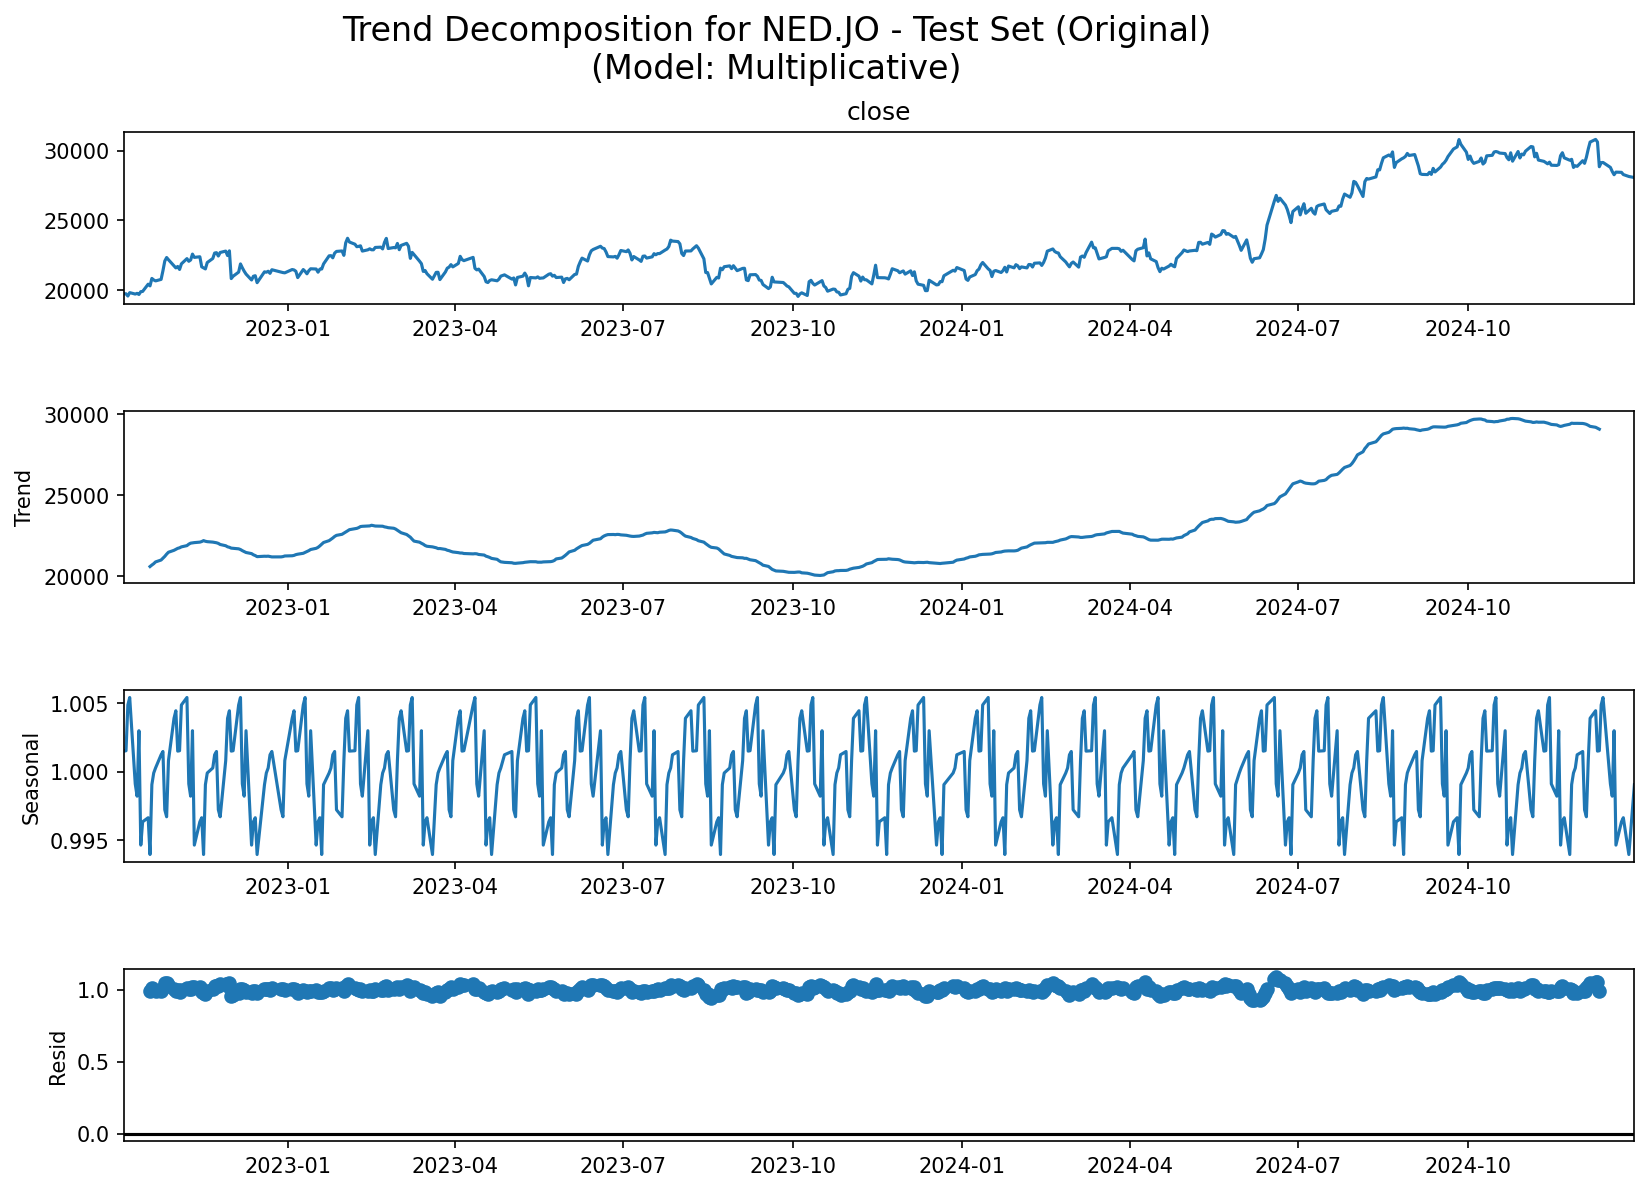 Trend Decomposition for NED.JO - Test Set (Original)
(Model: Multiplicative)
close
30000
25000
20000
2023-01 2023-04 2023-07 2023-10 2024-01 2024-04 2024-07 2024-10
Trend
30000
25000
20000
2023-01 2023-04 2023-07 2023-10 2024-01 2024-04 2024-07 2024-10
Seasonal
1.005
1.000
0.995
2023-01 2023-04 2023-07 2023-10 2024-01 2024-04 2024-07 2024-10
Resid
1.0
0.5
0.0
2023-01 2023-04 2023-07 2023-10 2024-01 2024-04 2024-07 2024-10